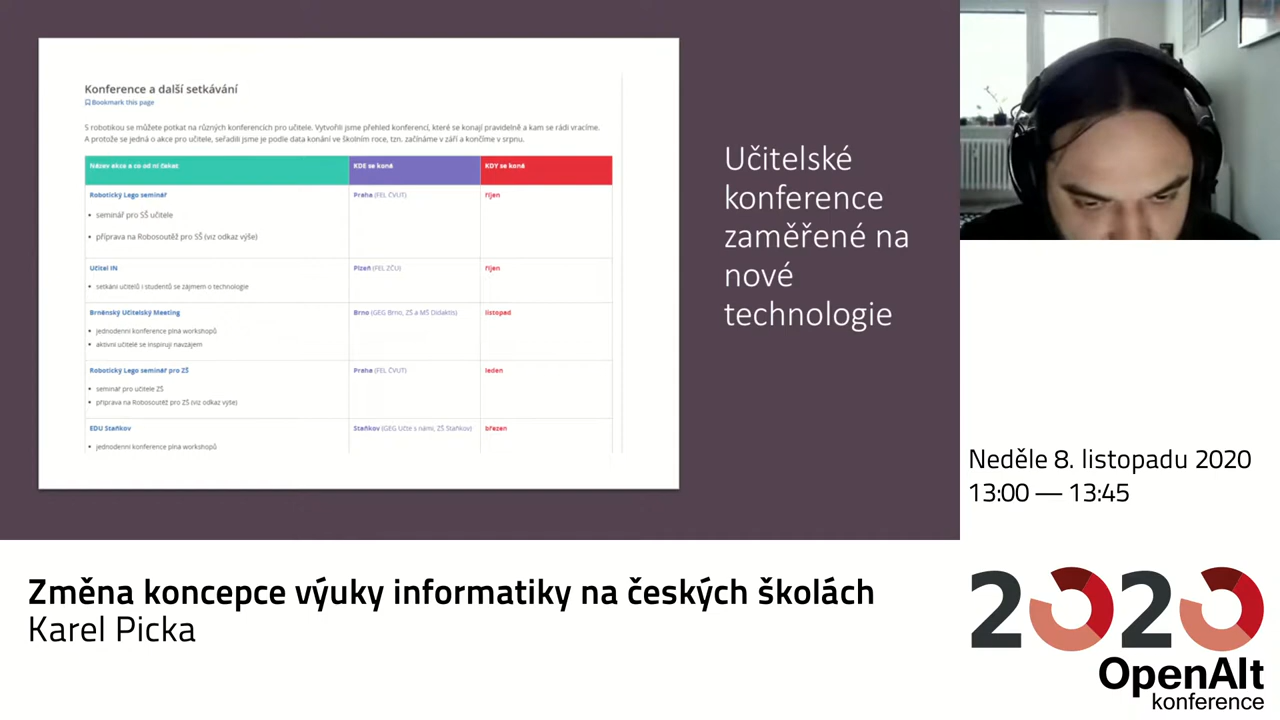 Konference a další setkávání
Bookmark this page
S robotikou se můžete potkat na různých konferencích pro učitele. Vytvořili jsme přehled konferencí, které se konají pravidelně a kam se rádi vracíme.
A protože se jedná o akce pro učitele, seřadili jsme je podle data konání ve školním roce, tzn. začínáme v září a končíme v srpnu.
Název akce a co od ní čekat KDE se koná KDY se koná
Robotický Lego seminář Praha (FEL ČVUT) říjen
• seminář pro SŠ učitele
• příprava na Robosoutěž pro SŠ (viz odkaz výše)
Učitel IN Plzeň (FEL ZČU) říjen
• setkání učitelů i studentů se zájmem o technologie
Brněnský Učitelský Meeting Brno (GEG Brno, ZŠ a MŠ Didaktis) listopad
• jednodenní konference plná workshopů
• aktivní učitelé se inspirují navzájem
Robotický Lego seminář pro ZŠ Praha (FEL ČVUT) leden
• seminář pro učitele ZŠ
• příprava na Robosoutěž pro ZŠ (viz odkaz výše)
EDU Staňkov Staňkov (GEG Učíte s námi, ZŠ Staňkov) březen
• jednodenní konference plná workshopů
Učitelské
konference
zaměřené na
nové
technologie
Neděle 8. listopadu 2020
13:00 — 13:45
Změna koncepce výuky informatiky na českých školách
Karel Picka
2020
OpenAlt
konference